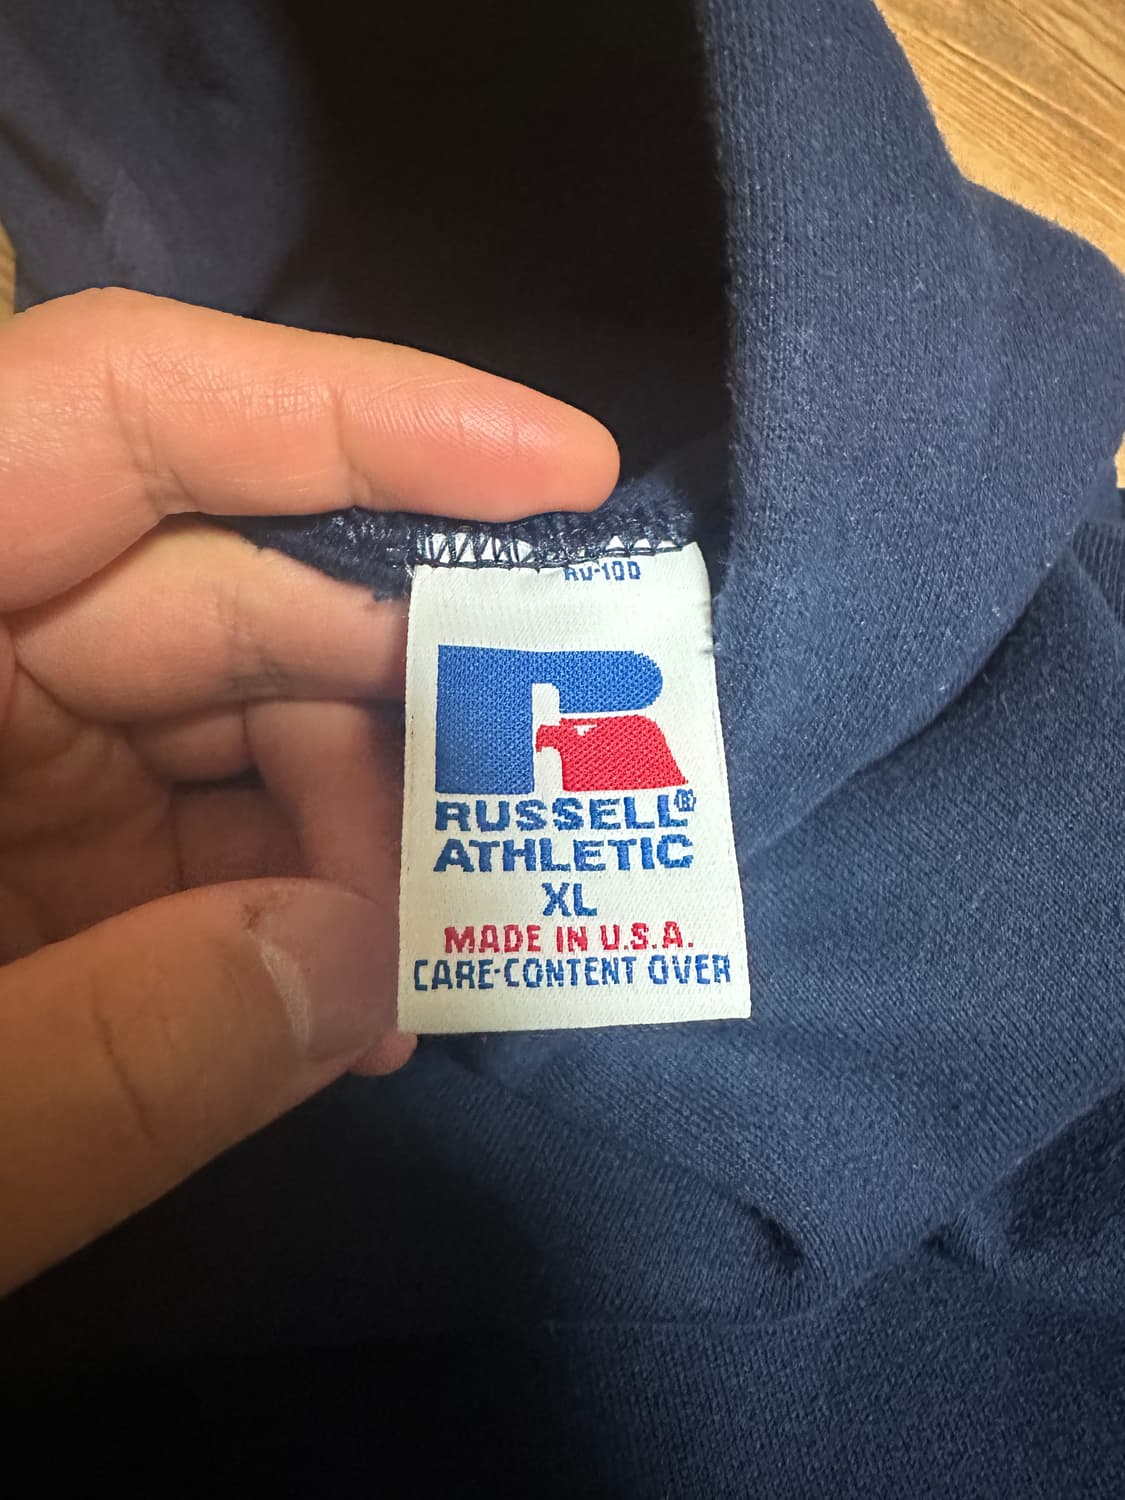 RUSSELL®
ATHLETIC
XL
MADE IN U.S.A.
CARE-CONTENT OVER